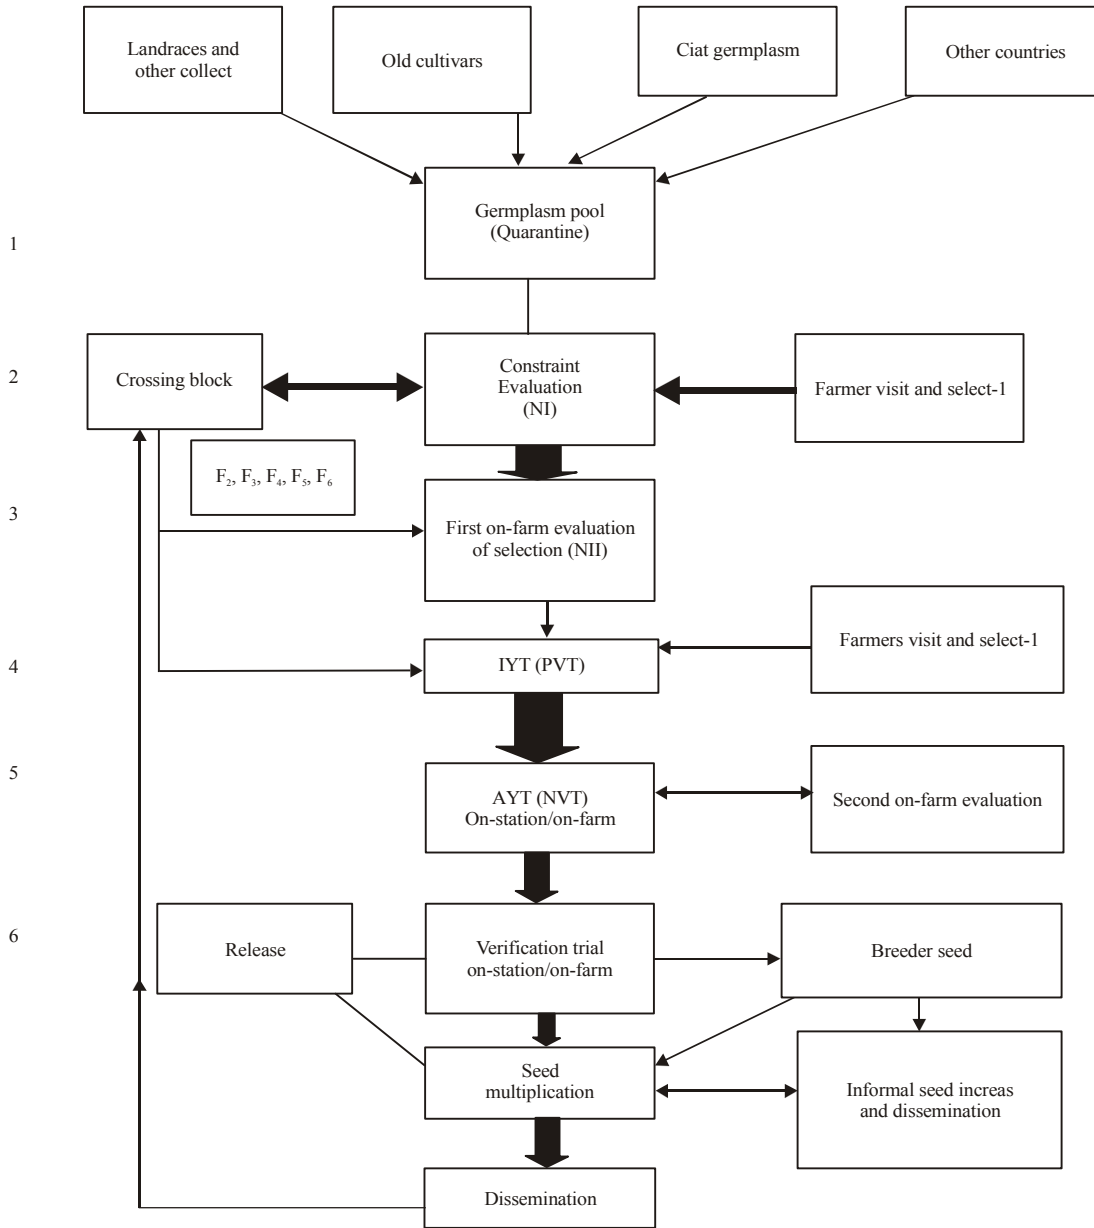 Landraces and
other collect
Old cultivars
Ciat germplasm
Other countries
Germplasm pool
(Quarantine)
1
Crossing block
Constraint
Evaluation
(NI)
Farmer visit and select-1
2
F₂, F₃, F₄, F₅, F₆
3
First on-farm evaluation
of selection (NII)
Farmers visit and select-1
4
IYT (PVT)
5
AYT (NVT)
On-station/on-farm
Second on-farm evaluation
6
Release
Verification trial
on-station/on-farm
Breeder seed
Seed
multiplication
Informal seed increas
and dissemination
Dissemination